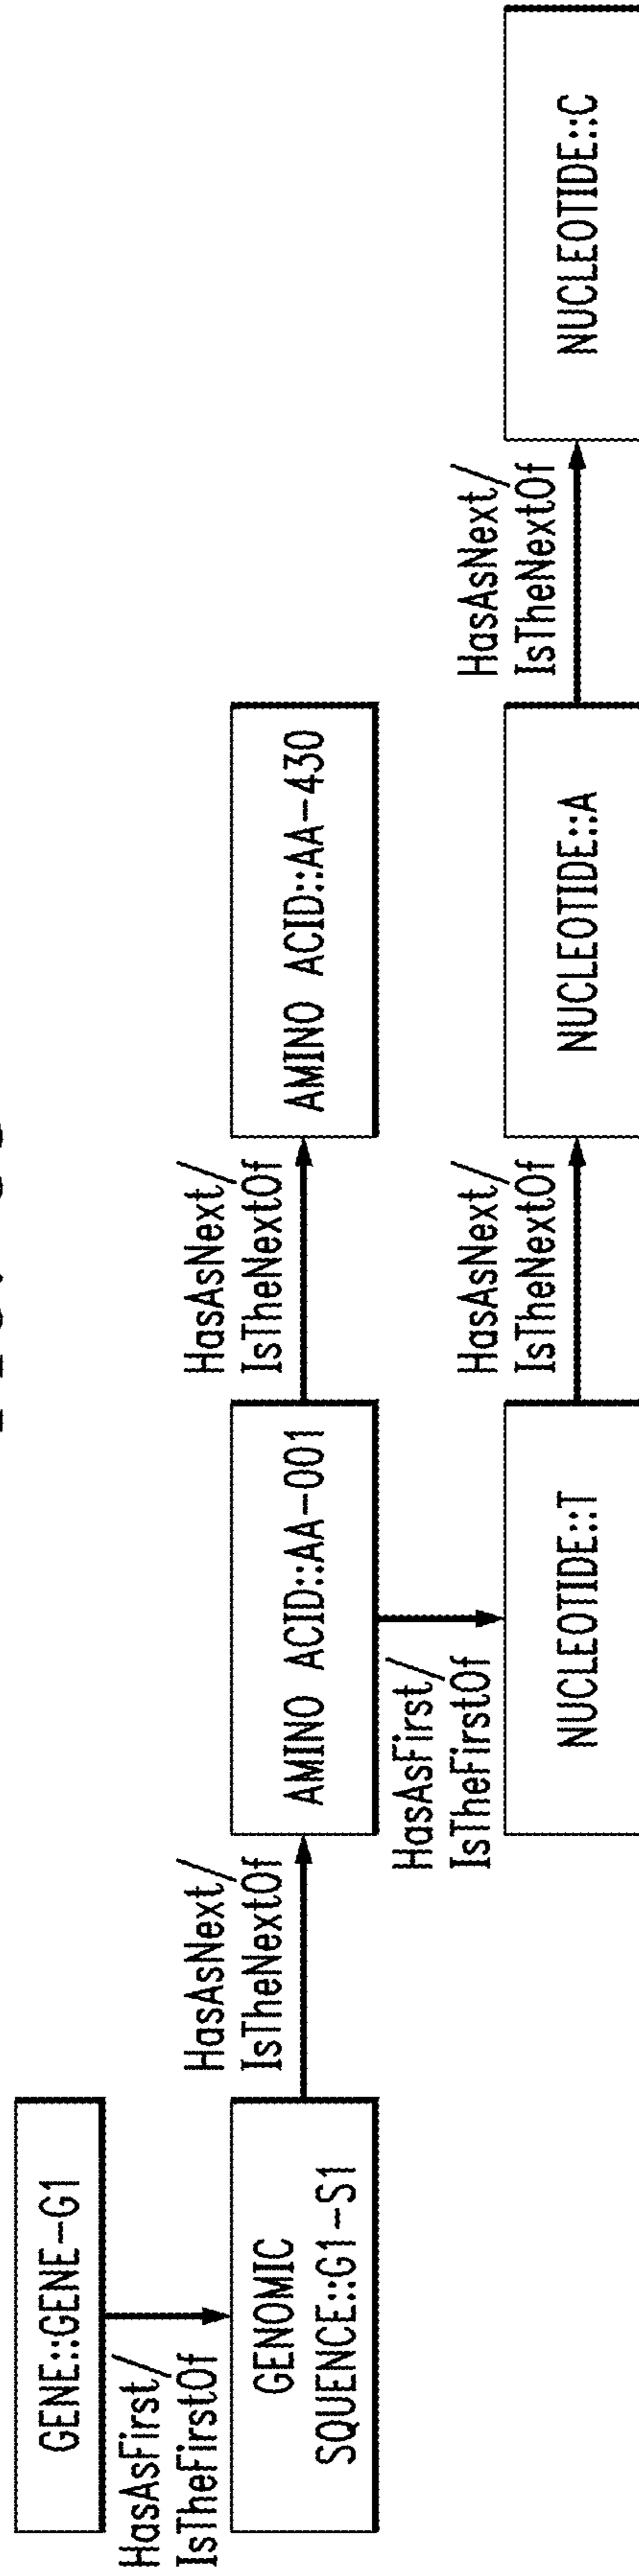 GENE::GENE-G1
HasAsFirst/
IsTheFirstOf
GENOMIC
SQUENCE::G1-S1
HasAsNext/
IsTheNextOf
AMINO ACID::AA-001
HasAsNext/
IsTheNextOf
AMINO ACID::AA-430
HasAsFirst/
IsTheFirstOf
NUCLEOTIDE::T
HasAsNext/
IsTheNextOf
NUCLEOTIDE::A
HasAsNext/
IsTheNextOf
NUCLEOTIDE::C